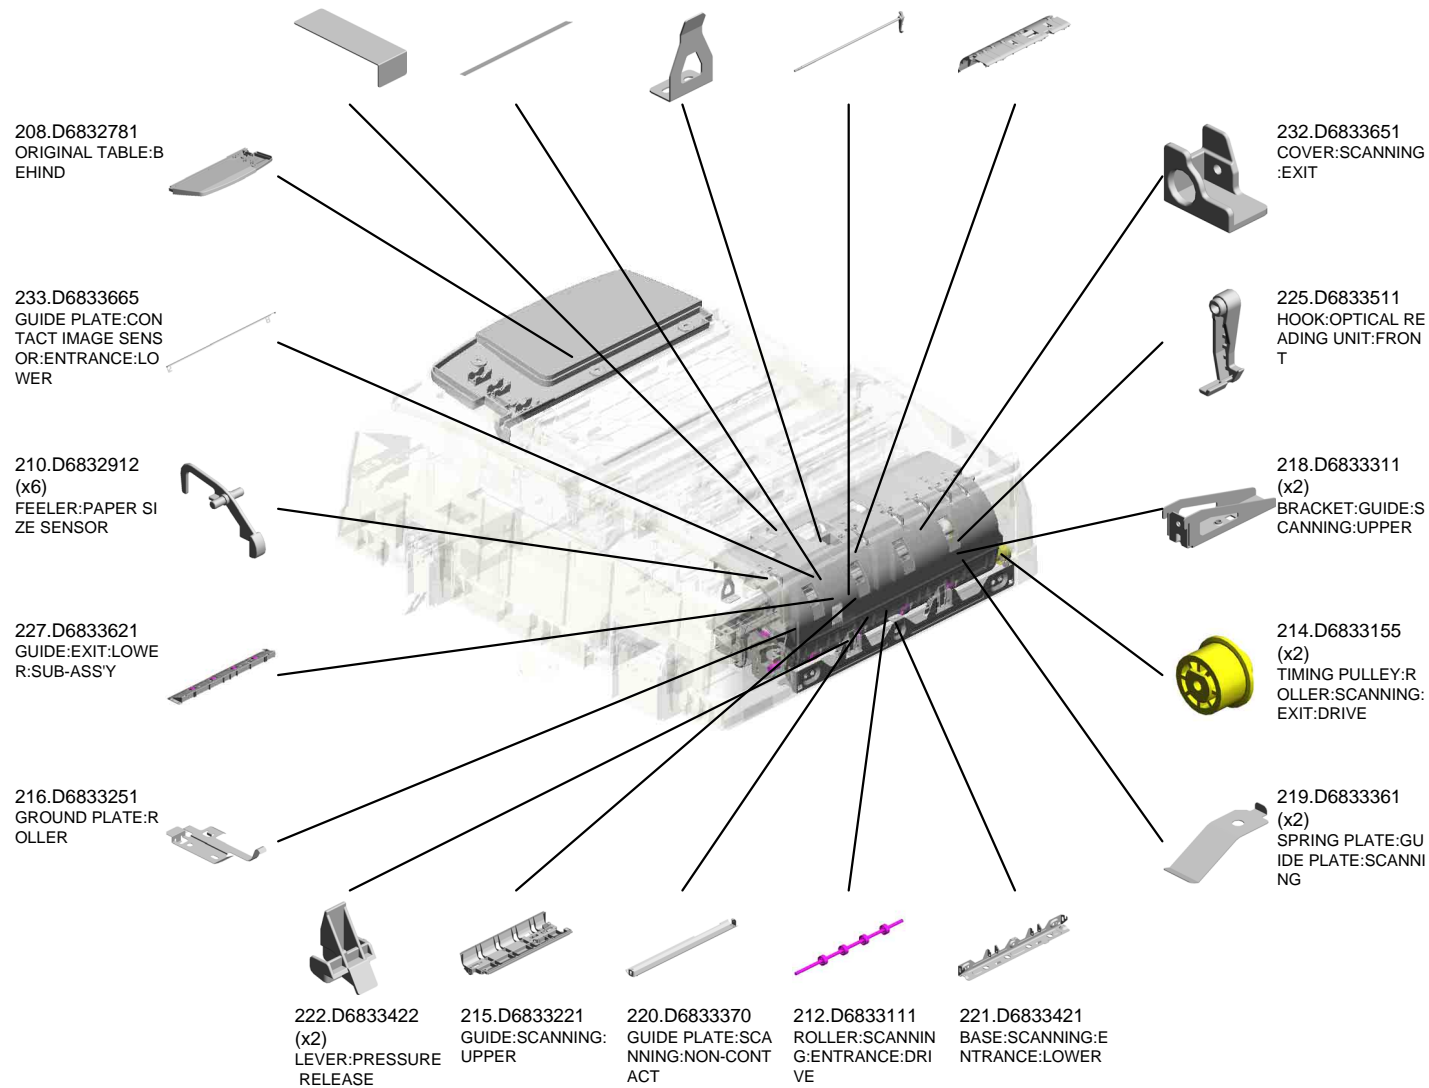 208.D6832781
ORIGINAL TABLE:B
EHIND
232.D6833651
COVER:SCANNING
:EXIT
233.D6833665
GUIDE PLATE:CON
TACT IMAGE SENS
OR:ENTRANCE:LO
WER
225.D6833511
HOOK:OPTICAL RE
ADING UNIT:FRON
T
210.D6832912
(x6)
FEELER:PAPER SI
ZE SENSOR
218.D6833311
(x2)
BRACKET:GUIDE:S
CANNING:UPPER
227.D6833621
GUIDE:EXIT:LOWE
R:SUB-ASS'Y
214.D6833155
(x2)
TIMING PULLEY:R
OLLER:SCANNING:
EXIT:DRIVE
216.D6833251
GROUND PLATE:R
OLLER
219.D6833361
(x2)
SPRING PLATE:GU
IDE PLATE:SCANNI
NG
222.D6833422
(x2)
LEVER:PRESSURE
RELEASE
215.D6833221
GUIDE:SCANNING:
UPPER
220.D6833370
GUIDE PLATE:SCA
NNING:NON-CONT
ACT
212.D6833111
ROLLER:SCANNIN
G:ENTRANCE:DRI
VE
221.D6833421
BASE:SCANNING:E
NTRANCE:LOWER